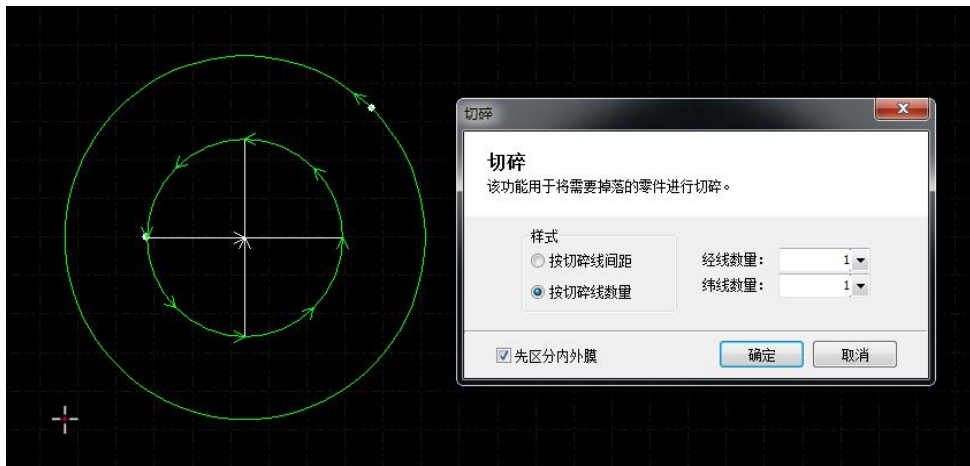 切碎
切碎
该功能用于将需要掉落的零件进行切碎。
样式
按切碎线间距
按切碎线数量
经线数量： 1
纬线数量： 1
先区分内外膜
确定
取消